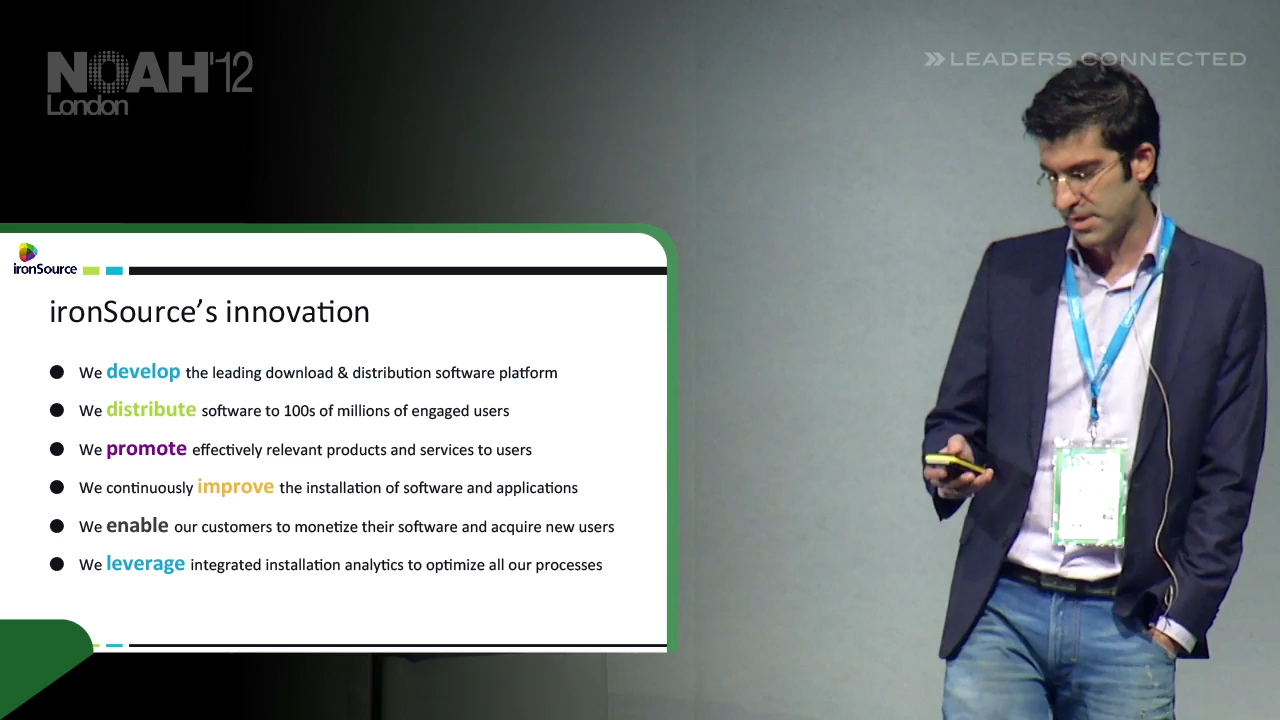 NOAH'12
London
LEADERS CONNECTED
ironSource
ironSource's innovation
We develop the leading download & distribution software platform
We distribute software to 100s of millions of engaged users
We promote effectively relevant products and services to users
We continuously improve the installation of software and applications
We enable our customers to monetize their software and acquire new users
We leverage integrated installation analytics to optimize all our processes